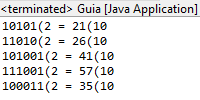 <terminated> Guia [Java Application]
10101(2 = 21(10
11010(2 = 26(10
101001(2 = 41(10
111001(2 = 57(10
100011(2 = 35(10